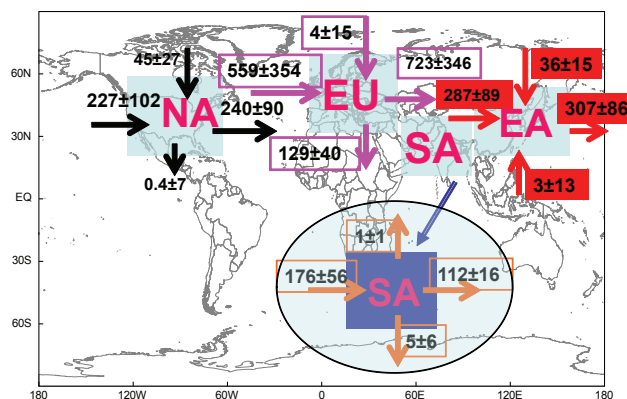 4±15
45±27
559±354
723±346
36±15
60N
EU
287±89
307±86
227±102
NA
240±90
EA
30N
129±40
SA
0.4±7
3±13
EQ
1±1
30S
176±56
SA
112±16
5±6
60S
180
120W
60W
0
60E
120E
180